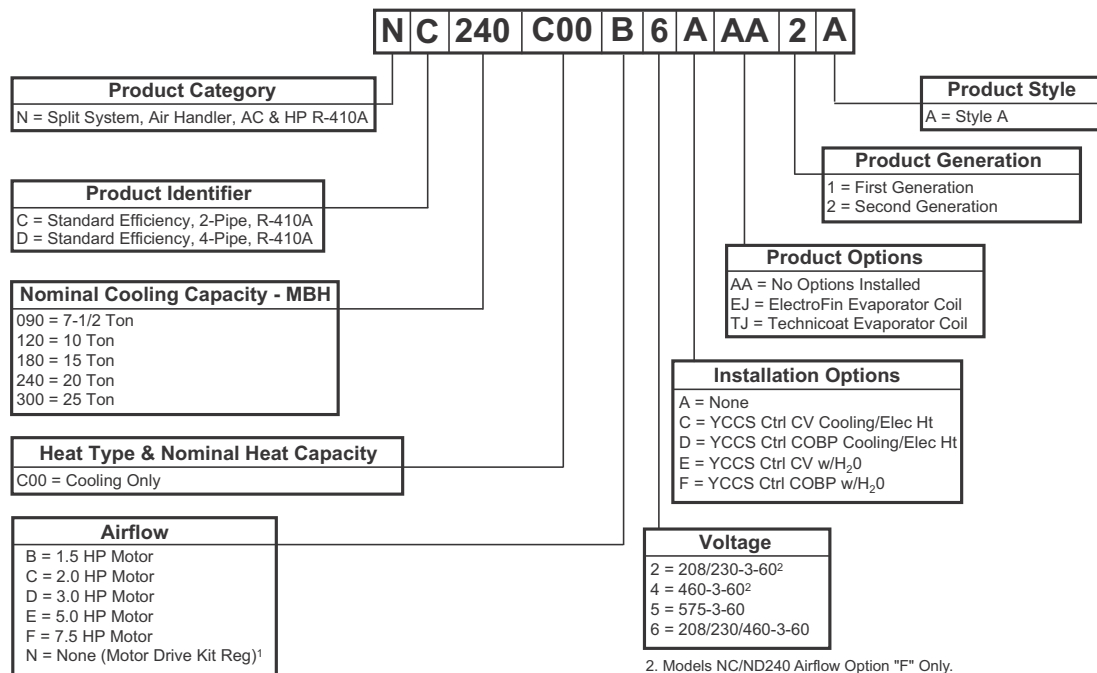 N C 240 C00 B 6 A AA 2 A
Product Category
N = Split System, Air Handler, AC & HP R-410A
Product Identifier
C = Standard Efficiency, 2-Pipe, R-410A
D = Standard Efficiency, 4-Pipe, R-410A
Nominal Cooling Capacity - MBH
090 = 7-1/2 Ton
120 = 10 Ton
180 = 15 Ton
240 = 20 Ton
300 = 25 Ton
Heat Type & Nominal Heat Capacity
C00 = Cooling Only
Airflow
B = 1.5 HP Motor
C = 2.0 HP Motor
D = 3.0 HP Motor
E = 5.0 HP Motor
F = 7.5 HP Motor
N = None (Motor Drive Kit Reg)¹
Product Style
A = Style A
Product Generation
1 = First Generation
2 = Second Generation
Product Options
AA = No Options Installed
EJ = ElectroFin Evaporator Coil
TJ = Technicoat Evaporator Coil
Installation Options
A = None
C = YCCS Ctrl CV Cooling/Elec Ht
D = YCCS Ctrl COBP Cooling/Elec Ht
E = YCCS Ctrl CV w/H₂0
F = YCCS Ctrl COBP w/H₂0
Voltage
2 = 208/230-3-60²
4 = 460-3-60²
5 = 575-3-60
6 = 208/230/460-3-60
2. Models NC/ND240 Airflow Option "F" Only.